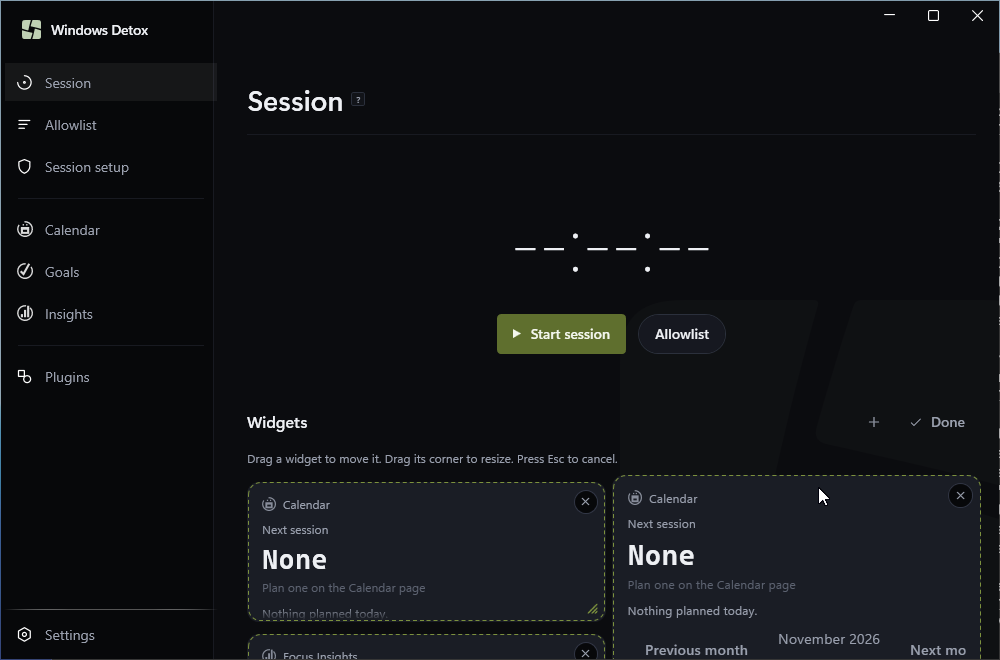 Windows Detox
Session
Allowlist
Session setup
Calendar
Goals
Insights
Plugins
Settings
Session ?
– – : – – : – –
Start session
Allowlist
Widgets
+
Done
Drag a widget to move it. Drag its corner to resize. Press Esc to cancel.
Calendar
Next session
None
Plan one on the Calendar page
Nothing planned today.
Focus Insights
Calendar
Next session
None
Plan one on the Calendar page
Nothing planned today.
November 2026
Previous month
Next mo